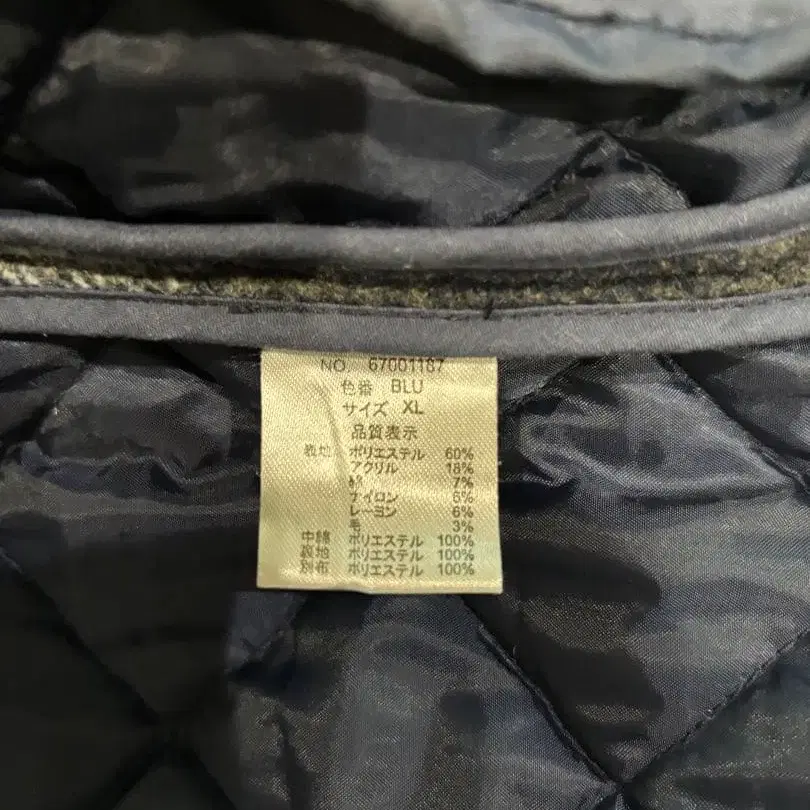 NO. 67001187
色番 BLU
サイズ XL
品質表示
表地 ポリエステル 60%
アクリル 18%
綿 7%
ナイロン 6%
レーヨン 6%
毛 3%
中綿 ポリエステル 100%
裏地 ポリエステル 100%
別布 ポリエステル 100%